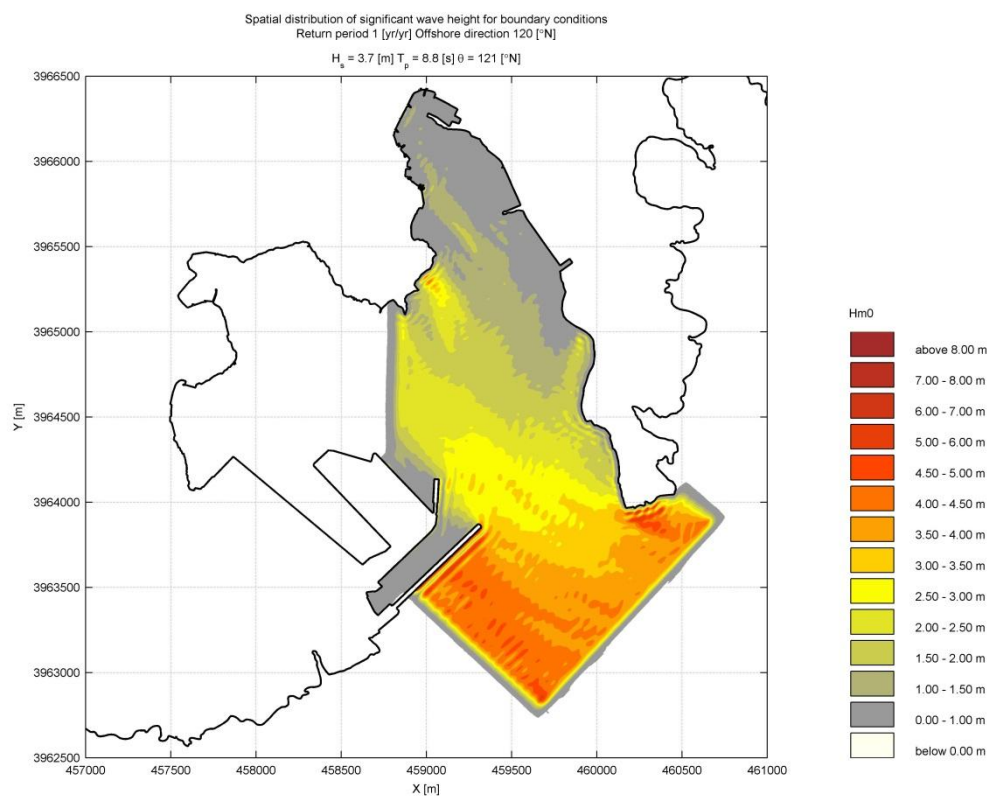 Spatial distribution of significant wave height for boundary conditions
Return period 1 [yr/yr] Offshore direction 120 [°N]
H_s = 3.7 [m] T_p = 8.8 [s] θ = 121 [°N]
3966500
3966000
3965500
3965000
3964500
3964000
3963500
3963000
3962500
Y [m]
457000 457500 458000 458500 459000 459500 460000 460500 461000
X [m]
Hm0
above 8.00 m
7.00 - 8.00 m
6.00 - 7.00 m
5.00 - 6.00 m
4.50 - 5.00 m
4.00 - 4.50 m
3.50 - 4.00 m
3.00 - 3.50 m
2.50 - 3.00 m
2.00 - 2.50 m
1.50 - 2.00 m
1.00 - 1.50 m
0.00 - 1.00 m
below 0.00 m